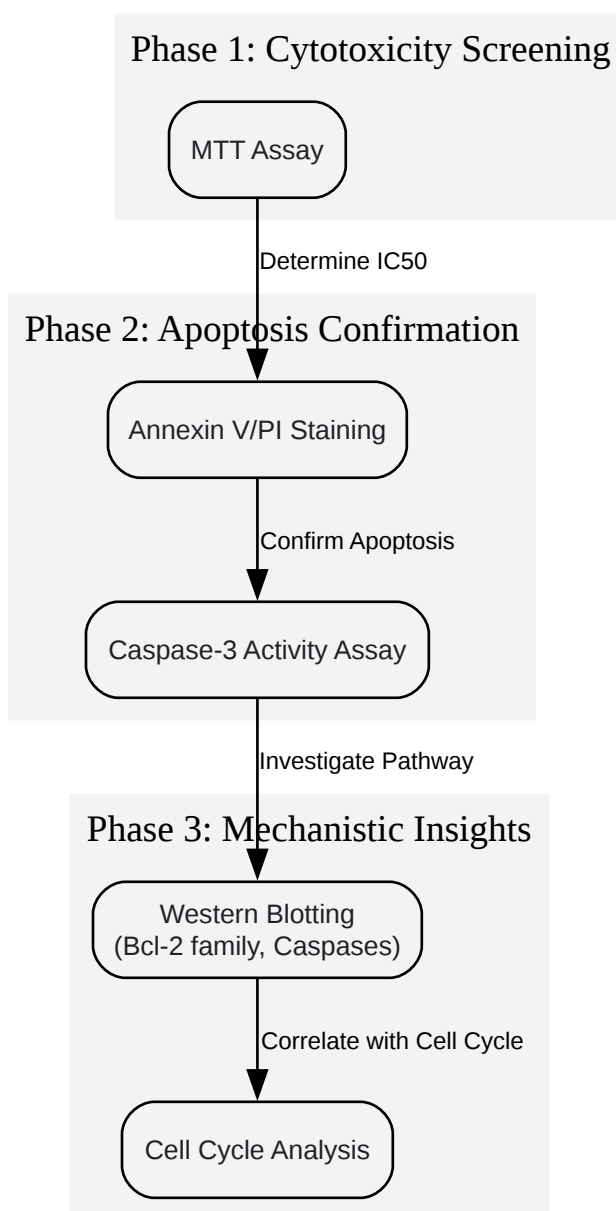 Phase 1: Cytotoxicity Screening
MTT Assay
Determine IC50
Phase 2: Apoptosis Confirmation
Annexin V/PI Staining
Confirm Apoptosis
Caspase-3 Activity Assay
Investigate Pathway
Phase 3: Mechanistic Insights
Western Blotting
(Bcl-2 family, Caspases)
Correlate with Cell Cycle
Cell Cycle Analysis